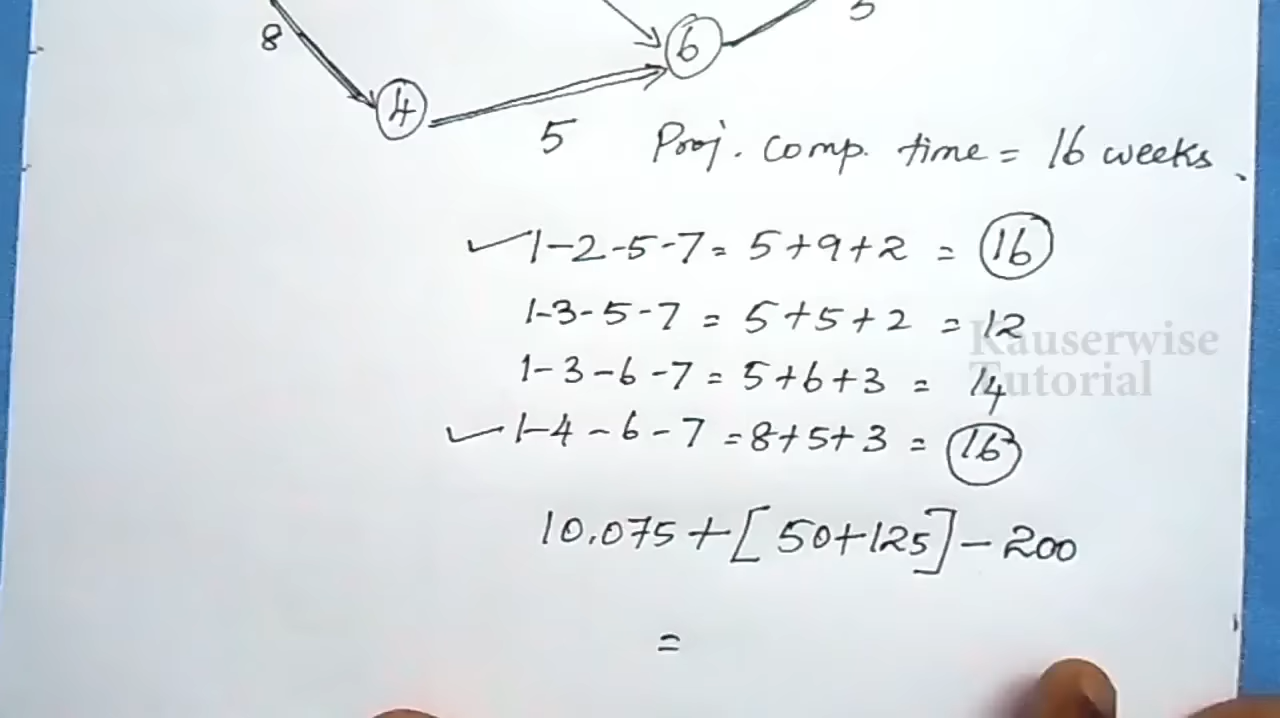 8
6
5
4
5
Proj. comp. time = 16 weeks.
1-2-5-7 = 5+9+2 = 16
1-3-5-7 = 5+5+2 = 12
1-3-6-7 = 5+6+3 = 14
1-4-6-7 = 8+5+3 = 16
Kauserwise
Tutorial
10.075+[50+125]-200
=